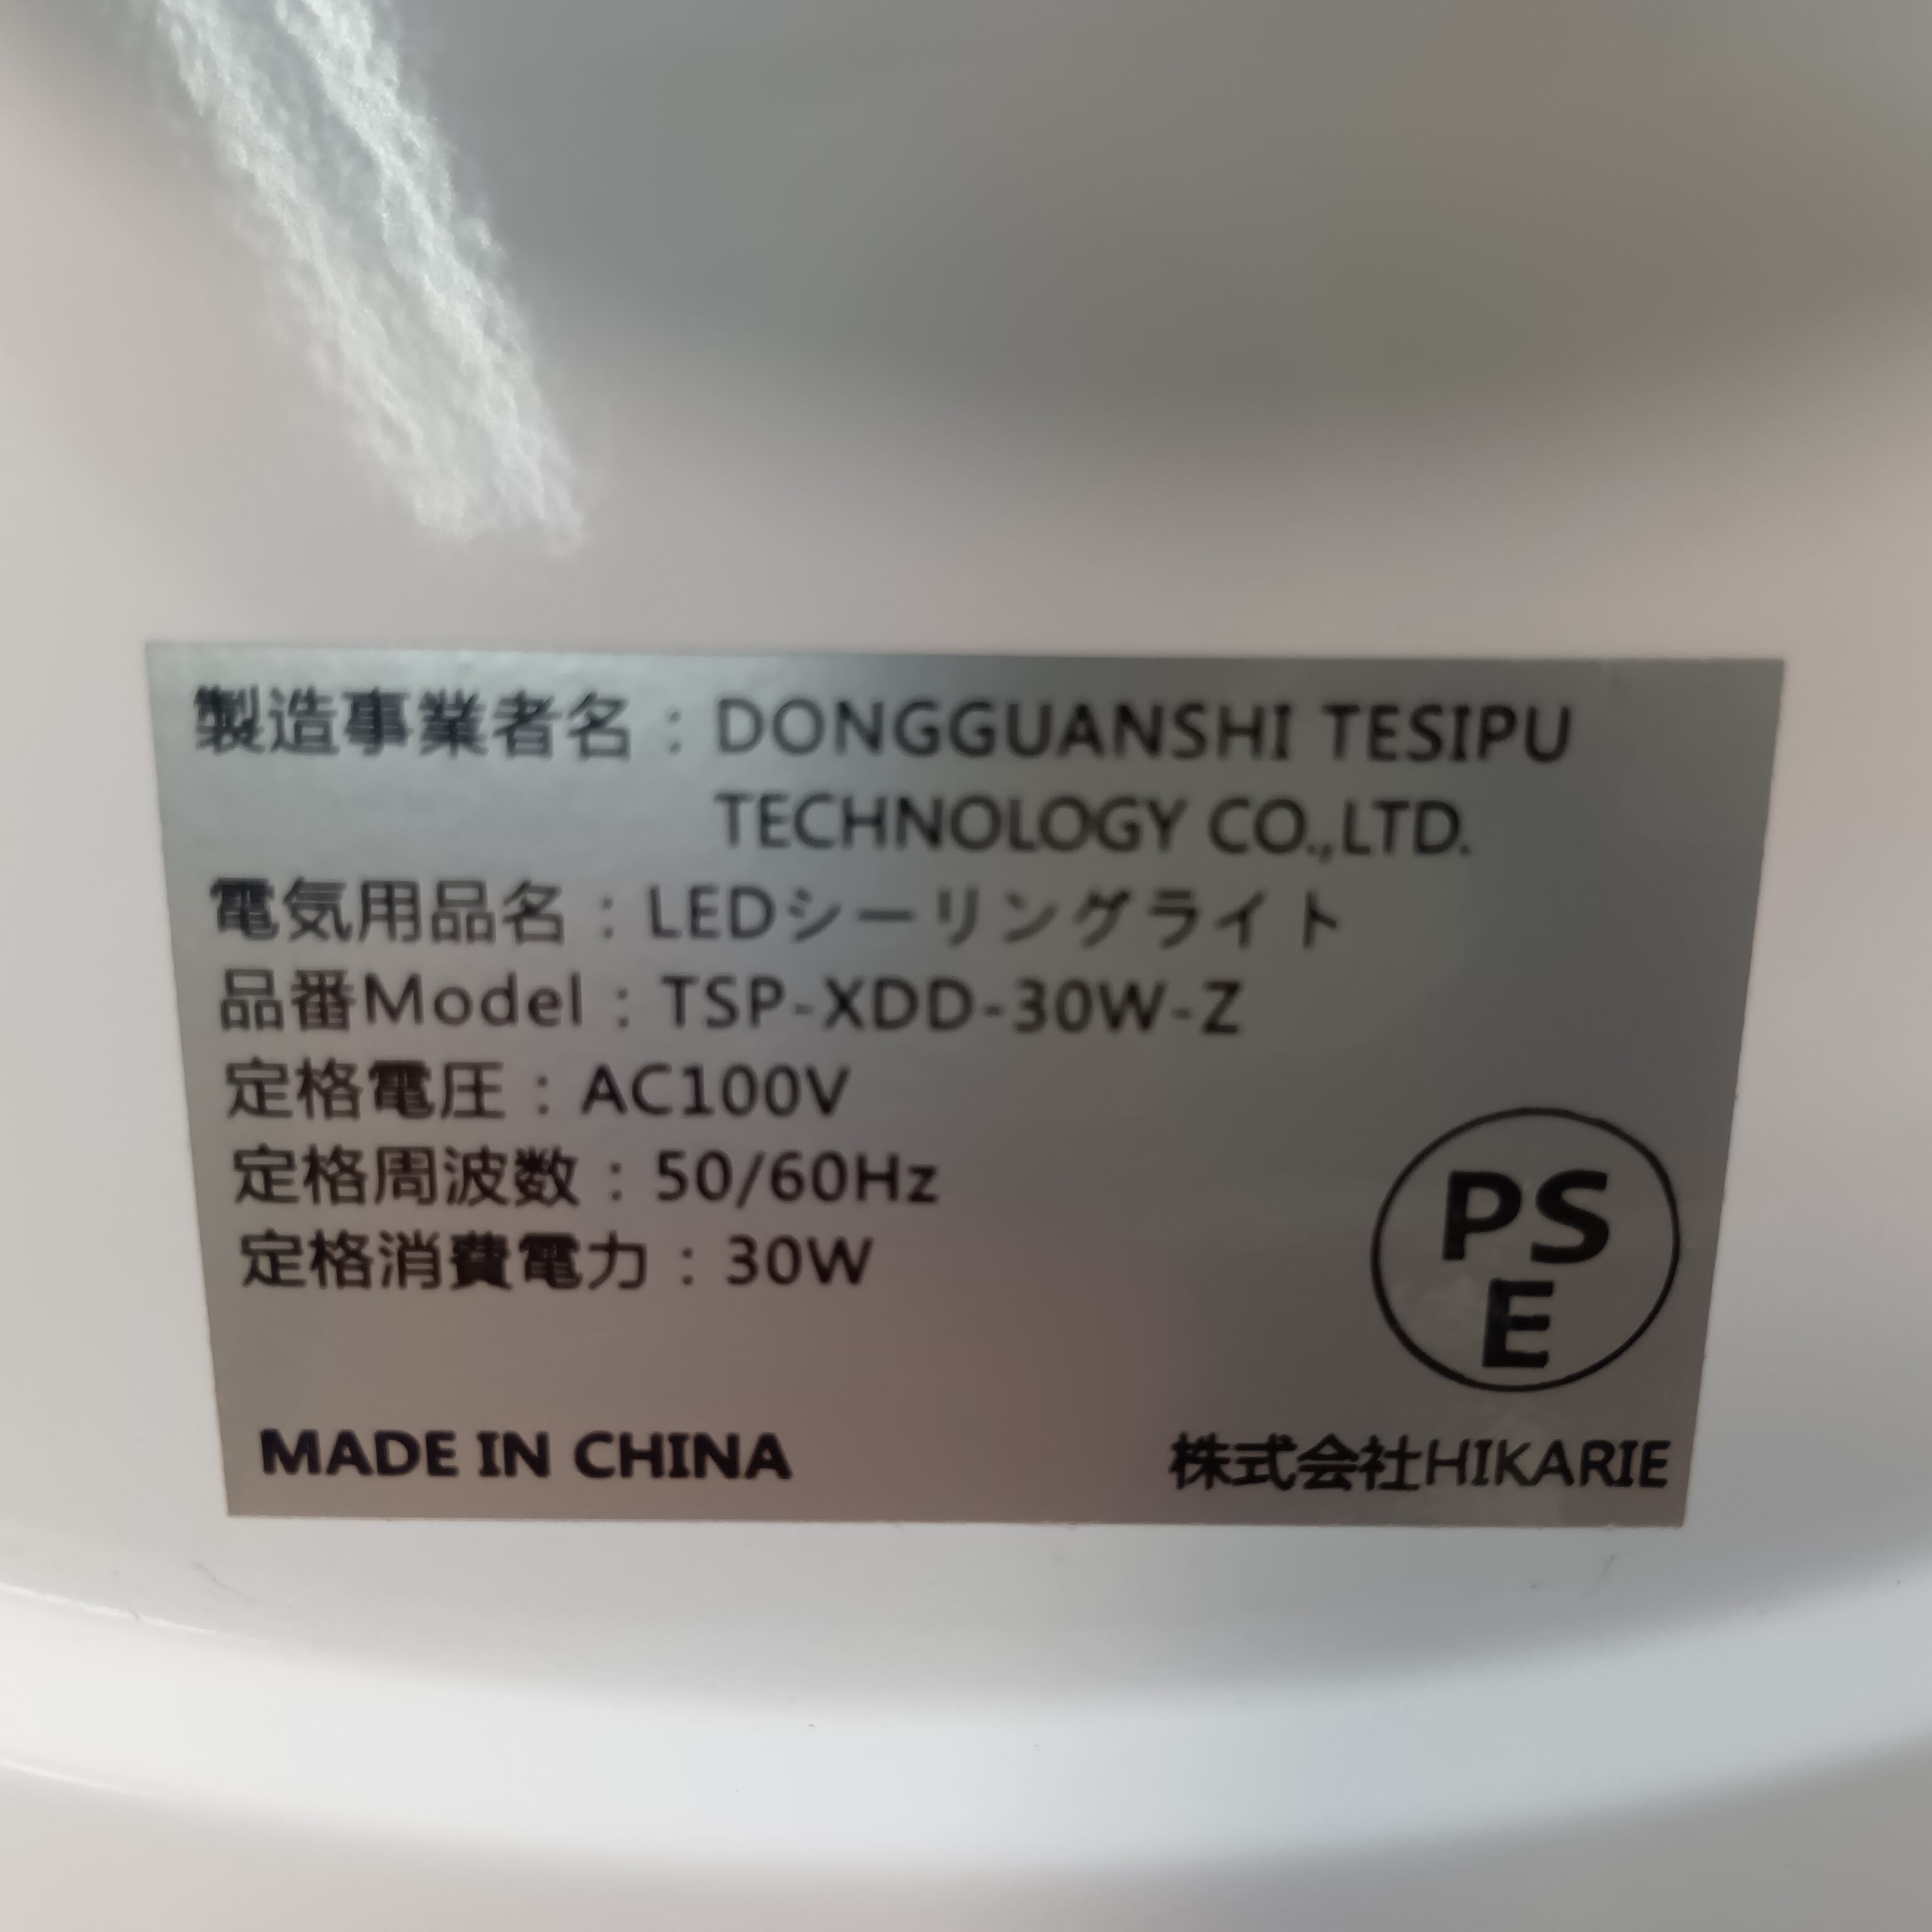 製造事業者名：DONGGUANSHI TESIPU
TECHNOLOGY CO.,LTD.
電気用品名：LEDシーリングライト
品番Model：TSP-XDD-30W-Z
定格電圧：AC100V
定格周波数：50/60Hz
定格消費電力：30W
PS
E
MADE IN CHINA
株式会社HIKARIE